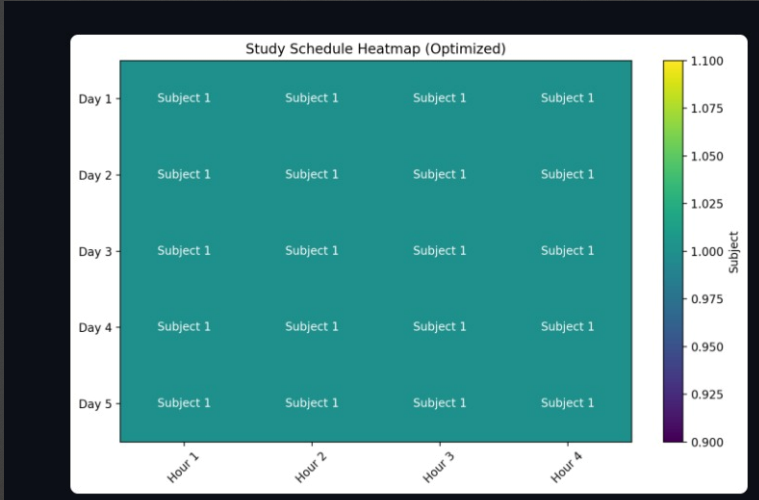 Study Schedule Heatmap (Optimized)
Day 1 Subject 1 Subject 1 Subject 1 Subject 1
Day 2 Subject 1 Subject 1 Subject 1 Subject 1
Day 3 Subject 1 Subject 1 Subject 1 Subject 1
Day 4 Subject 1 Subject 1 Subject 1 Subject 1
Day 5 Subject 1 Subject 1 Subject 1 Subject 1
Hour 1 Hour 2 Hour 3 Hour 4
1.100
1.075
1.050
1.025
1.000
0.975
0.950
0.925
0.900
Subject